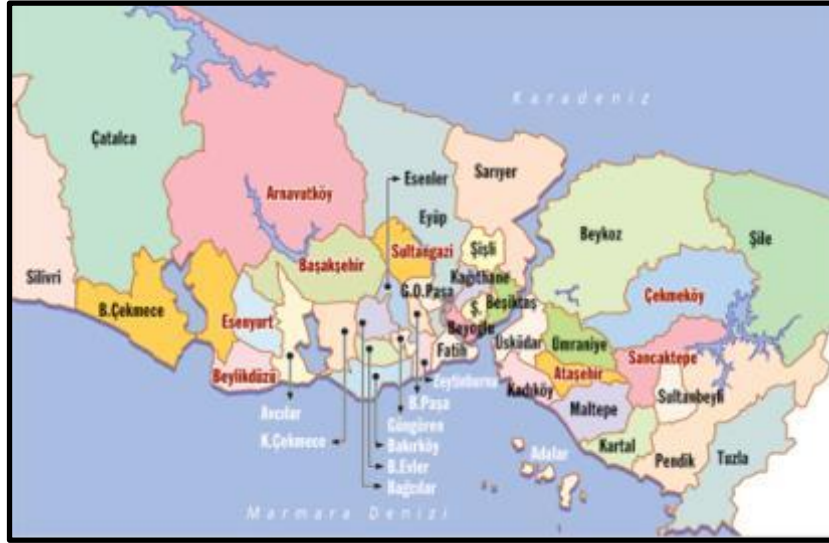 Karadeniz
Çatalca
Esenler
Sarıyer
Arnavatköy
Eyüp
Beykoz
Şile
Sultangazi
Şişli
Başakşehir
Kağıthane
Silivri
G.O.Paşa
Ş.
Beşiktaş
Çekmeköy
B.Çekmece
Esenyurt
Beyoğlu
Üsküdar
Ümraniye
Fatih
Sancaktepe
Ataşehir
Beylikdüzü
Zeytinburnu
Kadıköy
Sultanbeyli
Avcılar
B.Paşa
Maltepe
Güngören
K.Çekmece
Bakırköy
Kartal
Adalar
Pendik
Tuzla
B.Evler
Bağcılar
Marmara Denizi